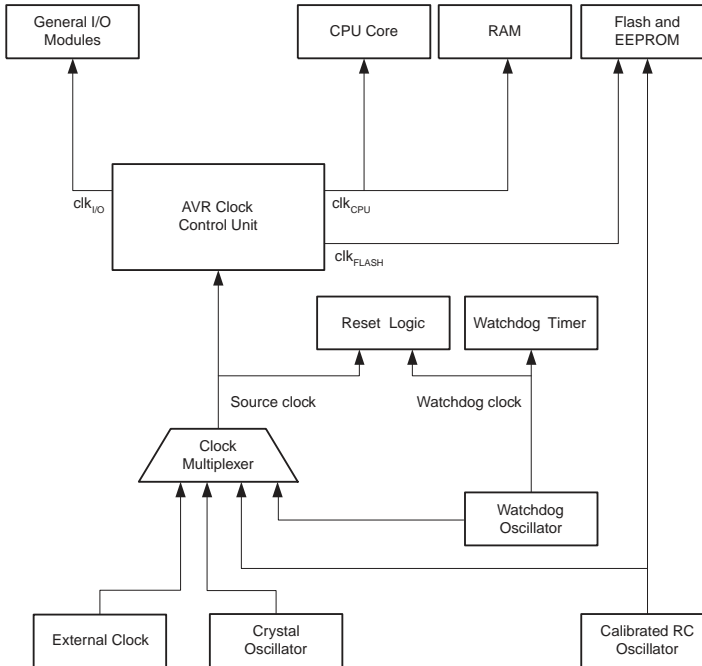 General I/O
Modules
CPU Core
RAM
Flash and
EEPROM
clkI/O
AVR Clock
Control Unit
clkCPU
clkFLASH
Reset Logic
Watchdog Timer
Source clock
Watchdog clock
Clock
Multiplexer
Watchdog
Oscillator
External Clock
Crystal
Oscillator
Calibrated RC
Oscillator